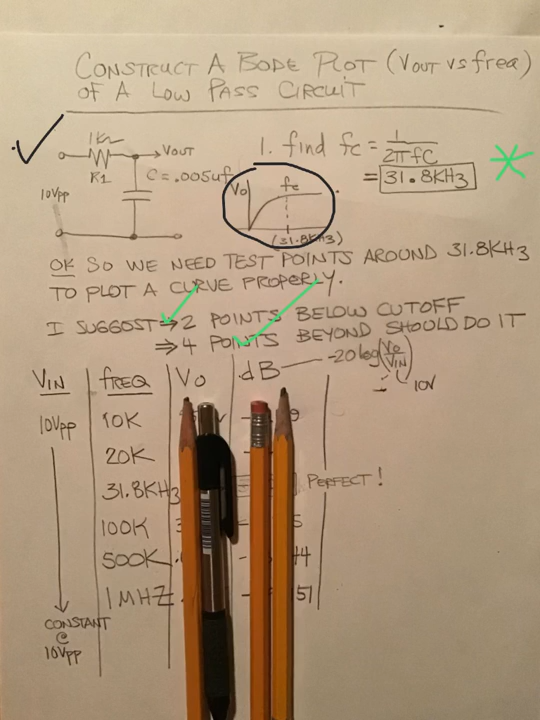 CONSTRUCT A BODE PLOT (VOUT vs freq)
OF A LOW PASS CIRCUIT
1K
R1
VOUT
C = .005uf
10Vpp
1. find fc = 1/2πfC
= 31.8KHz
Vo
fc
(31.8KHz)
OK SO WE NEED TEST POINTS AROUND 31.8KHz
TO PLOT A CURVE PROPERLY.
I SUGGEST → 2 POINTS BELOW CUTOFF
⇒ 4 POINTS BEYOND SHOULD DO IT
VIN FREQ Vo dB — -20log(Vo/VIN)
10V
10Vpp 10K
20K
31.8KHz PERFECT!
100K
500K
1MHZ
CONSTANT
@
10Vpp